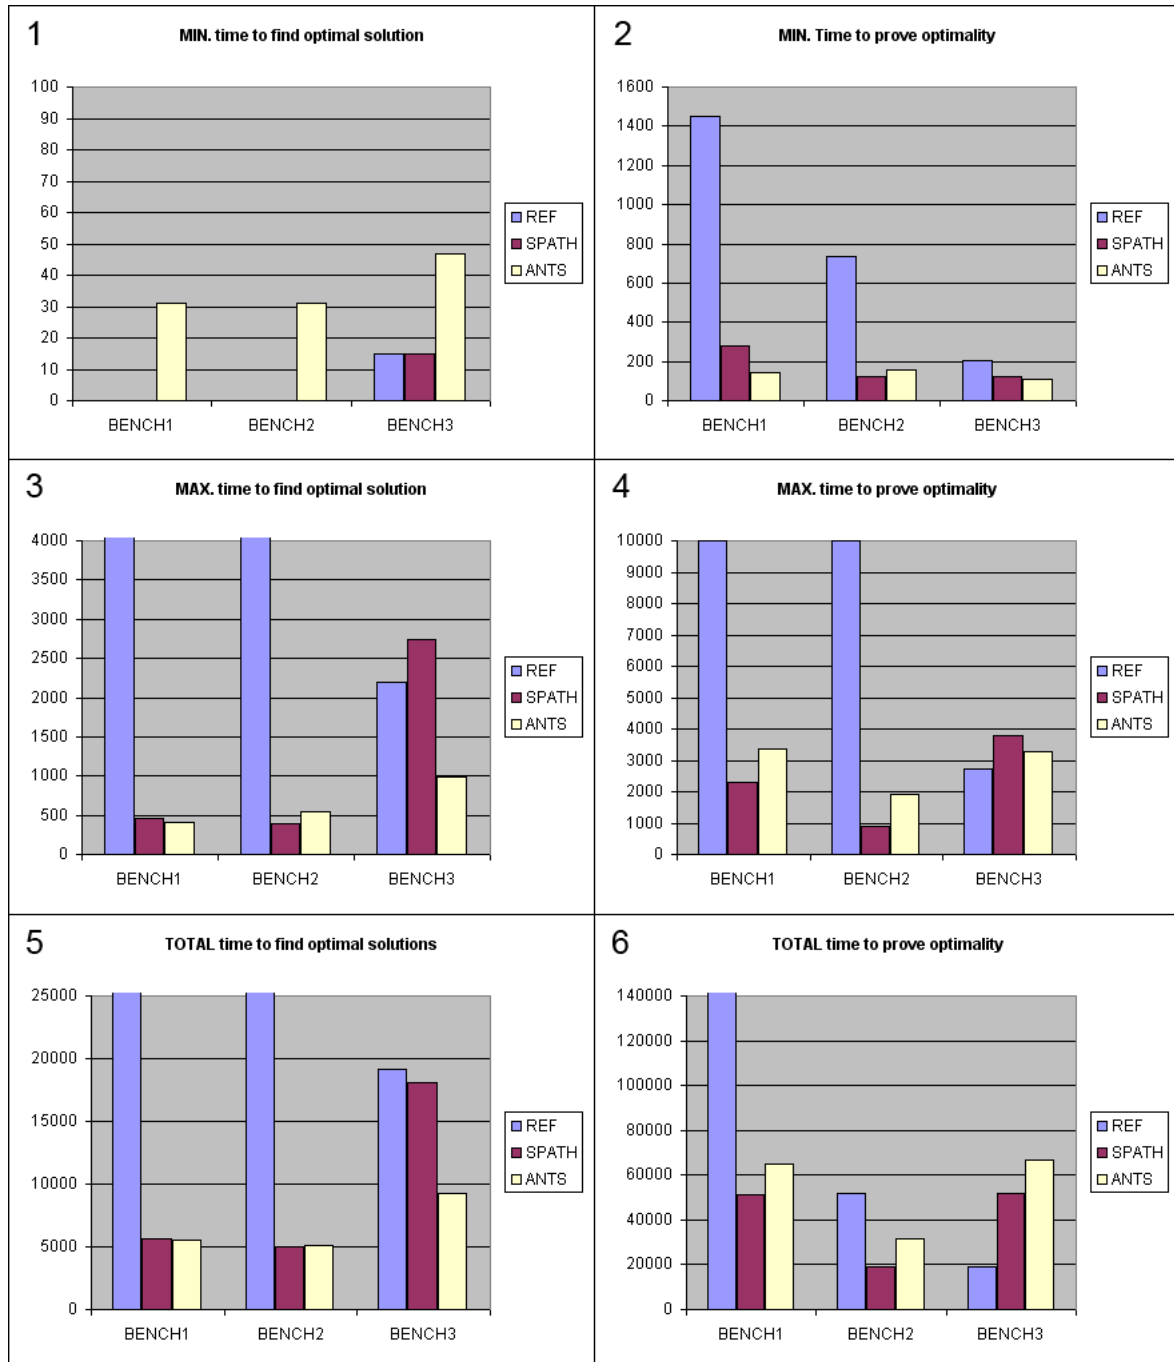 1
MIN. time to find optimal solution
100
90
80
70
60
50
40
30
20
10
0
BENCH1 BENCH2 BENCH3
REF
SPATH
ANTS
2
MIN. Time to prove optimality
1600
1400
1200
1000
800
600
400
200
0
BENCH1 BENCH2 BENCH3
REF
SPATH
ANTS
3
MAX. time to find optimal solution
4000
3500
3000
2500
2000
1500
1000
500
0
BENCH1 BENCH2 BENCH3
REF
SPATH
ANTS
4
MAX. time to prove optimality
10000
9000
8000
7000
6000
5000
4000
3000
2000
1000
0
BENCH1 BENCH2 BENCH3
REF
SPATH
ANTS
5
TOTAL time to find optimal solutions
25000
20000
15000
10000
5000
0
BENCH1 BENCH2 BENCH3
REF
SPATH
ANTS
6
TOTAL time to prove optimality
140000
120000
100000
80000
60000
40000
20000
0
BENCH1 BENCH2 BENCH3
REF
SPATH
ANTS